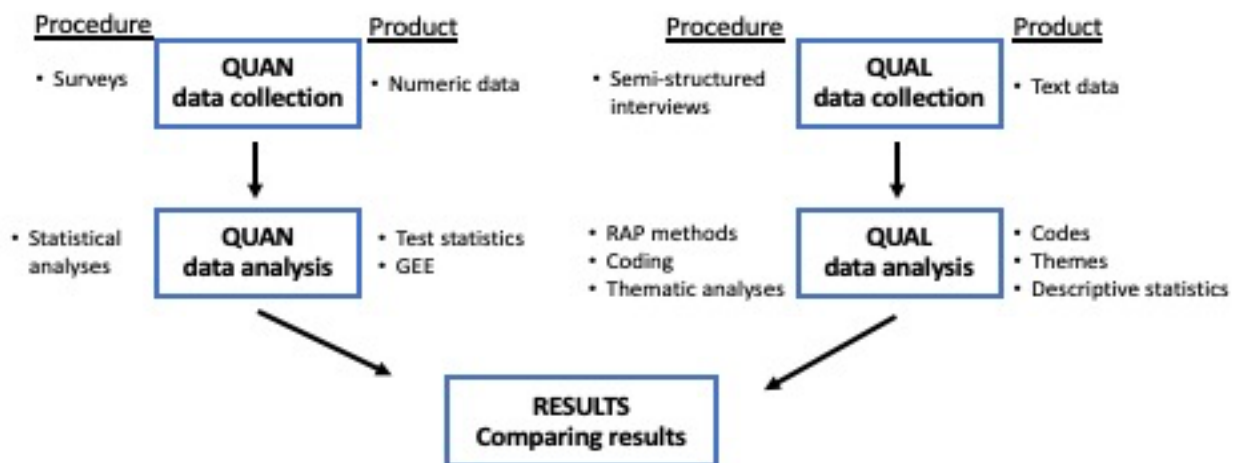 Procedure
Product
QUAN
data collection
• Surveys
• Numeric data
Procedure
Product
QUAL
data collection
• Semi-structured
interviews
• Text data
QUAN
data analysis
• Statistical
analyses
• Test statistics
• GEE
QUAL
data analysis
• RAP methods
• Coding
• Thematic analyses
• Codes
• Themes
• Descriptive statistics
RESULTS
Comparing results